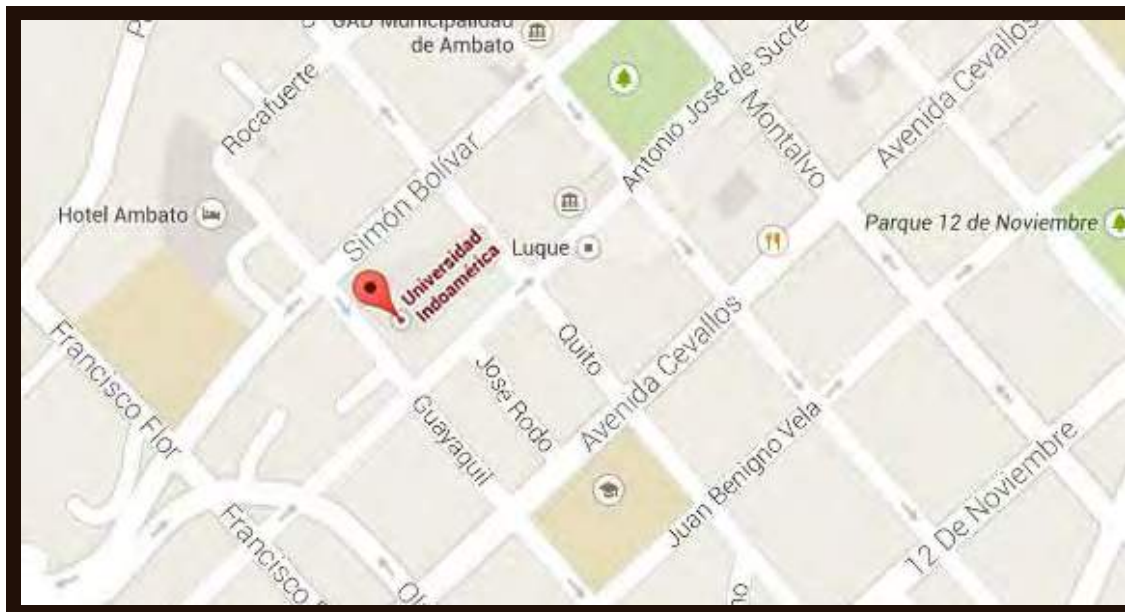 GAD Municipalidad
de Ambato
Rocafuerte
Simón Bolívar
Antonio José de Sucre
Montalvo
Avenida Cevallos
Hotel Ambato
Universidad
Indoamérica
Luque
Parque 12 de Noviembre
Quito
José Rodo
Avenida Cevallos
Francisco Flor
Guayaquil
Juan Benigno Vela
12 De Noviembre
Francisco